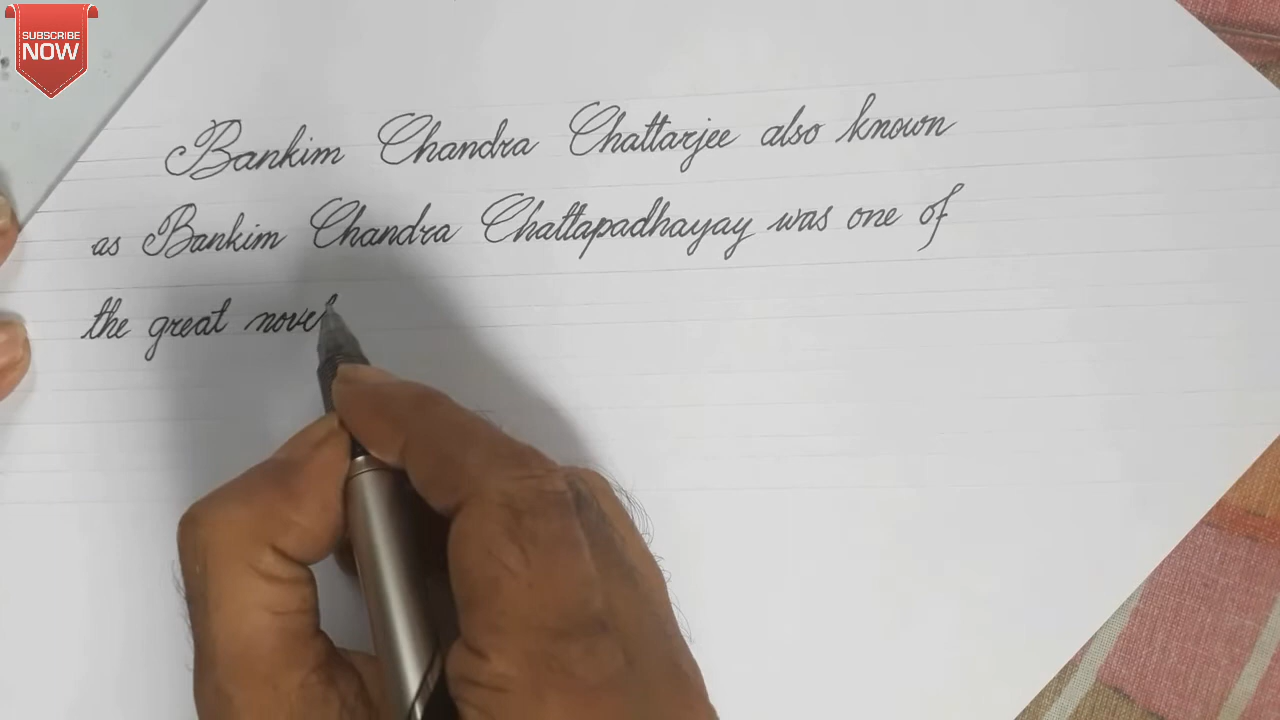 SUBSCRIBE
NOW
Bankim Chandra Chattarjee also known
as Bankim Chandra Chattapadhayay was one of
the great novel